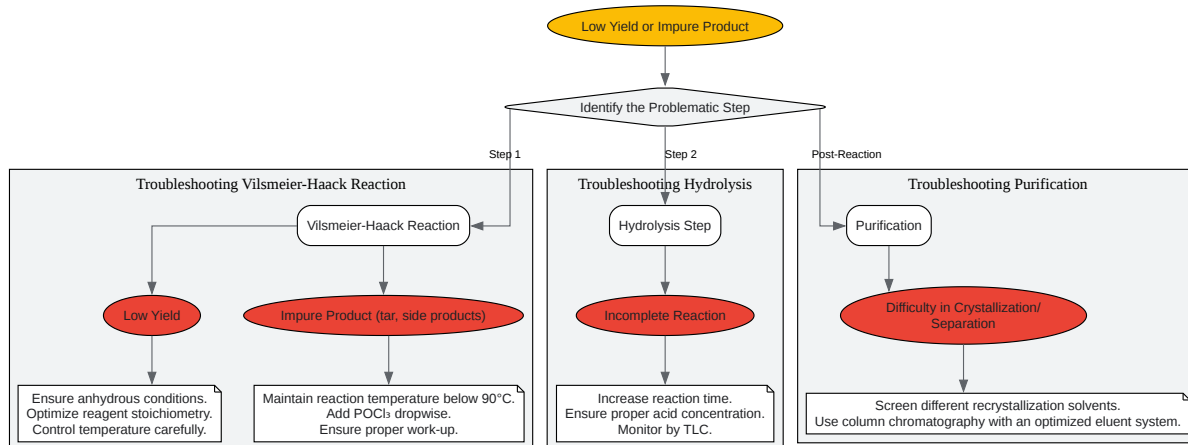 Low Yield or Impure Product
Identify the Problematic Step
Step 1
Step 2
Post-Reaction
Troubleshooting Vilsmeier-Haack Reaction
Vilsmeier-Haack Reaction
Low Yield
Impure Product (tar, side products)
Ensure anhydrous conditions.
Optimize reagent stoichiometry.
Control temperature carefully.
Maintain reaction temperature below 90°C.
Add POCl₃ dropwise.
Ensure proper work-up.
Troubleshooting Hydrolysis
Hydrolysis Step
Incomplete Reaction
Increase reaction time.
Ensure proper acid concentration.
Monitor by TLC.
Troubleshooting Purification
Purification
Difficulty in Crystallization/
Separation
Screen different recrystallization solvents.
Use column chromatography with an optimized eluent system.